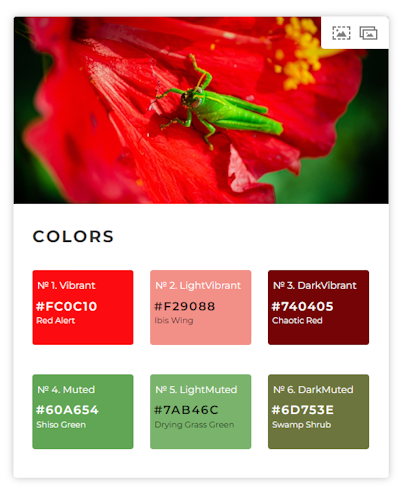 COLORS
№ 1. Vibrant
#FC0C10
Red Alert
№ 2. LightVibrant
#F29088
Ibis Wing
№ 3. DarkVibrant
#740405
Chaotic Red
№ 4. Muted
#60A654
Shiso Green
№ 5. LightMuted
#7AB46C
Drying Grass Green
№ 6. DarkMuted
#6D753E
Swamp Shrub